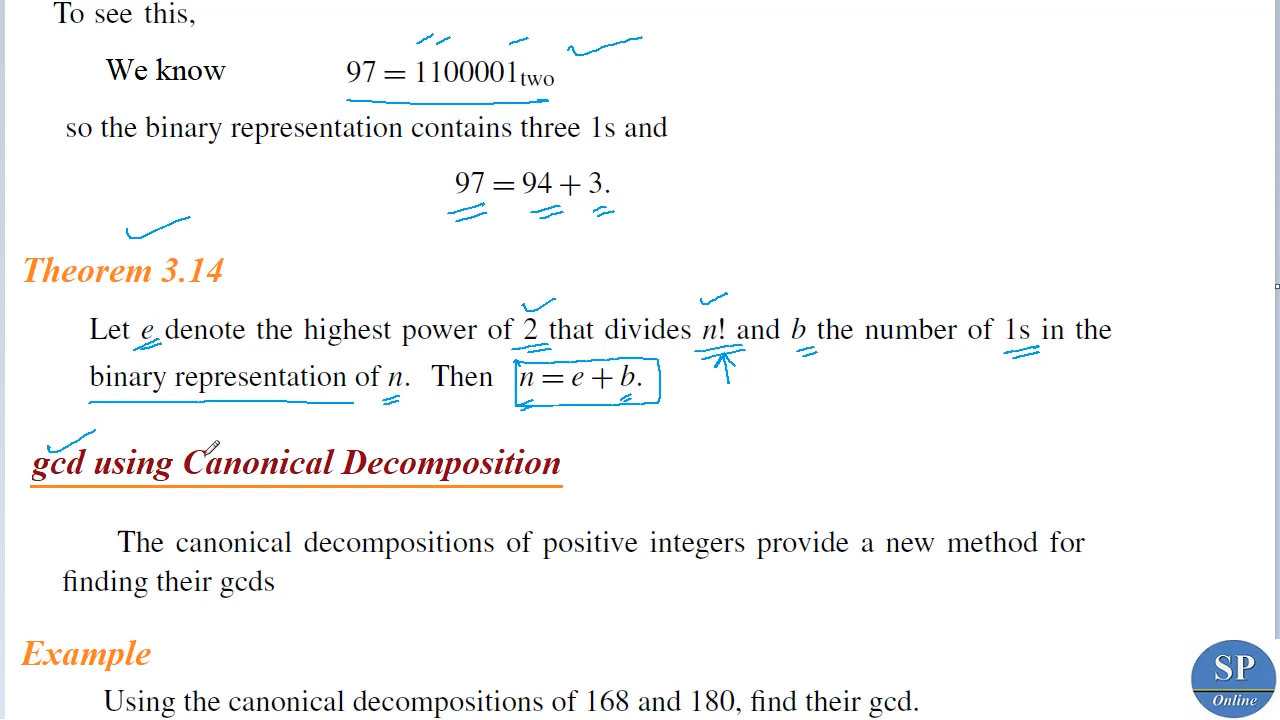 To see this,
We know 97 = 1100001two
so the binary representation contains three 1s and
97 = 94 + 3.
Theorem 3.14
Let e denote the highest power of 2 that divides n! and b the number of 1s in the
binary representation of n. Then n = e + b.
gcd using Canonical Decomposition
The canonical decompositions of positive integers provide a new method for
finding their gcds
Example
Using the canonical decompositions of 168 and 180, find their gcd.
SP
Online